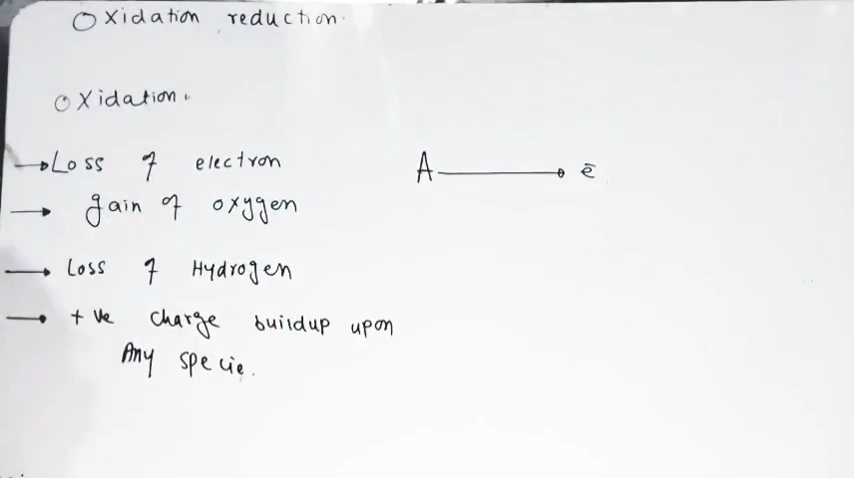 Oxidation reduction.
Oxidation.
→ Loss of electron
A → ē
→ gain of oxygen
→ Loss of Hydrogen
→ +ve charge buildup upon
Any specie.